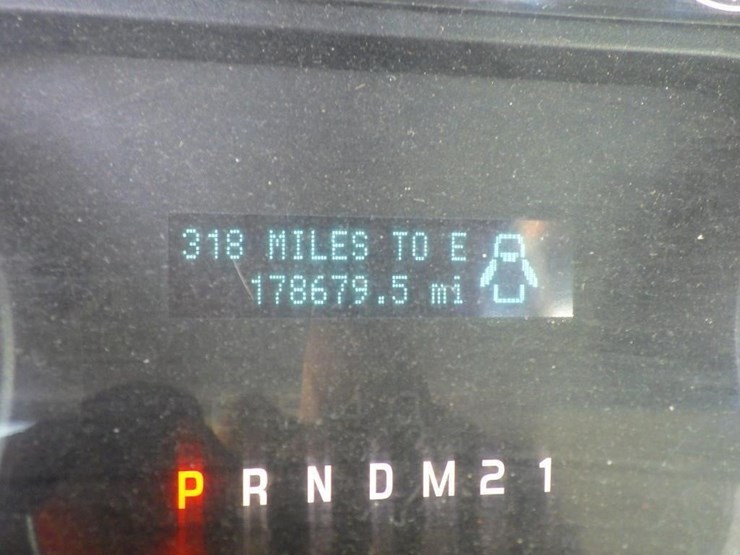 318 MILES TO E
178679.5 mi
P R N D M 2 1